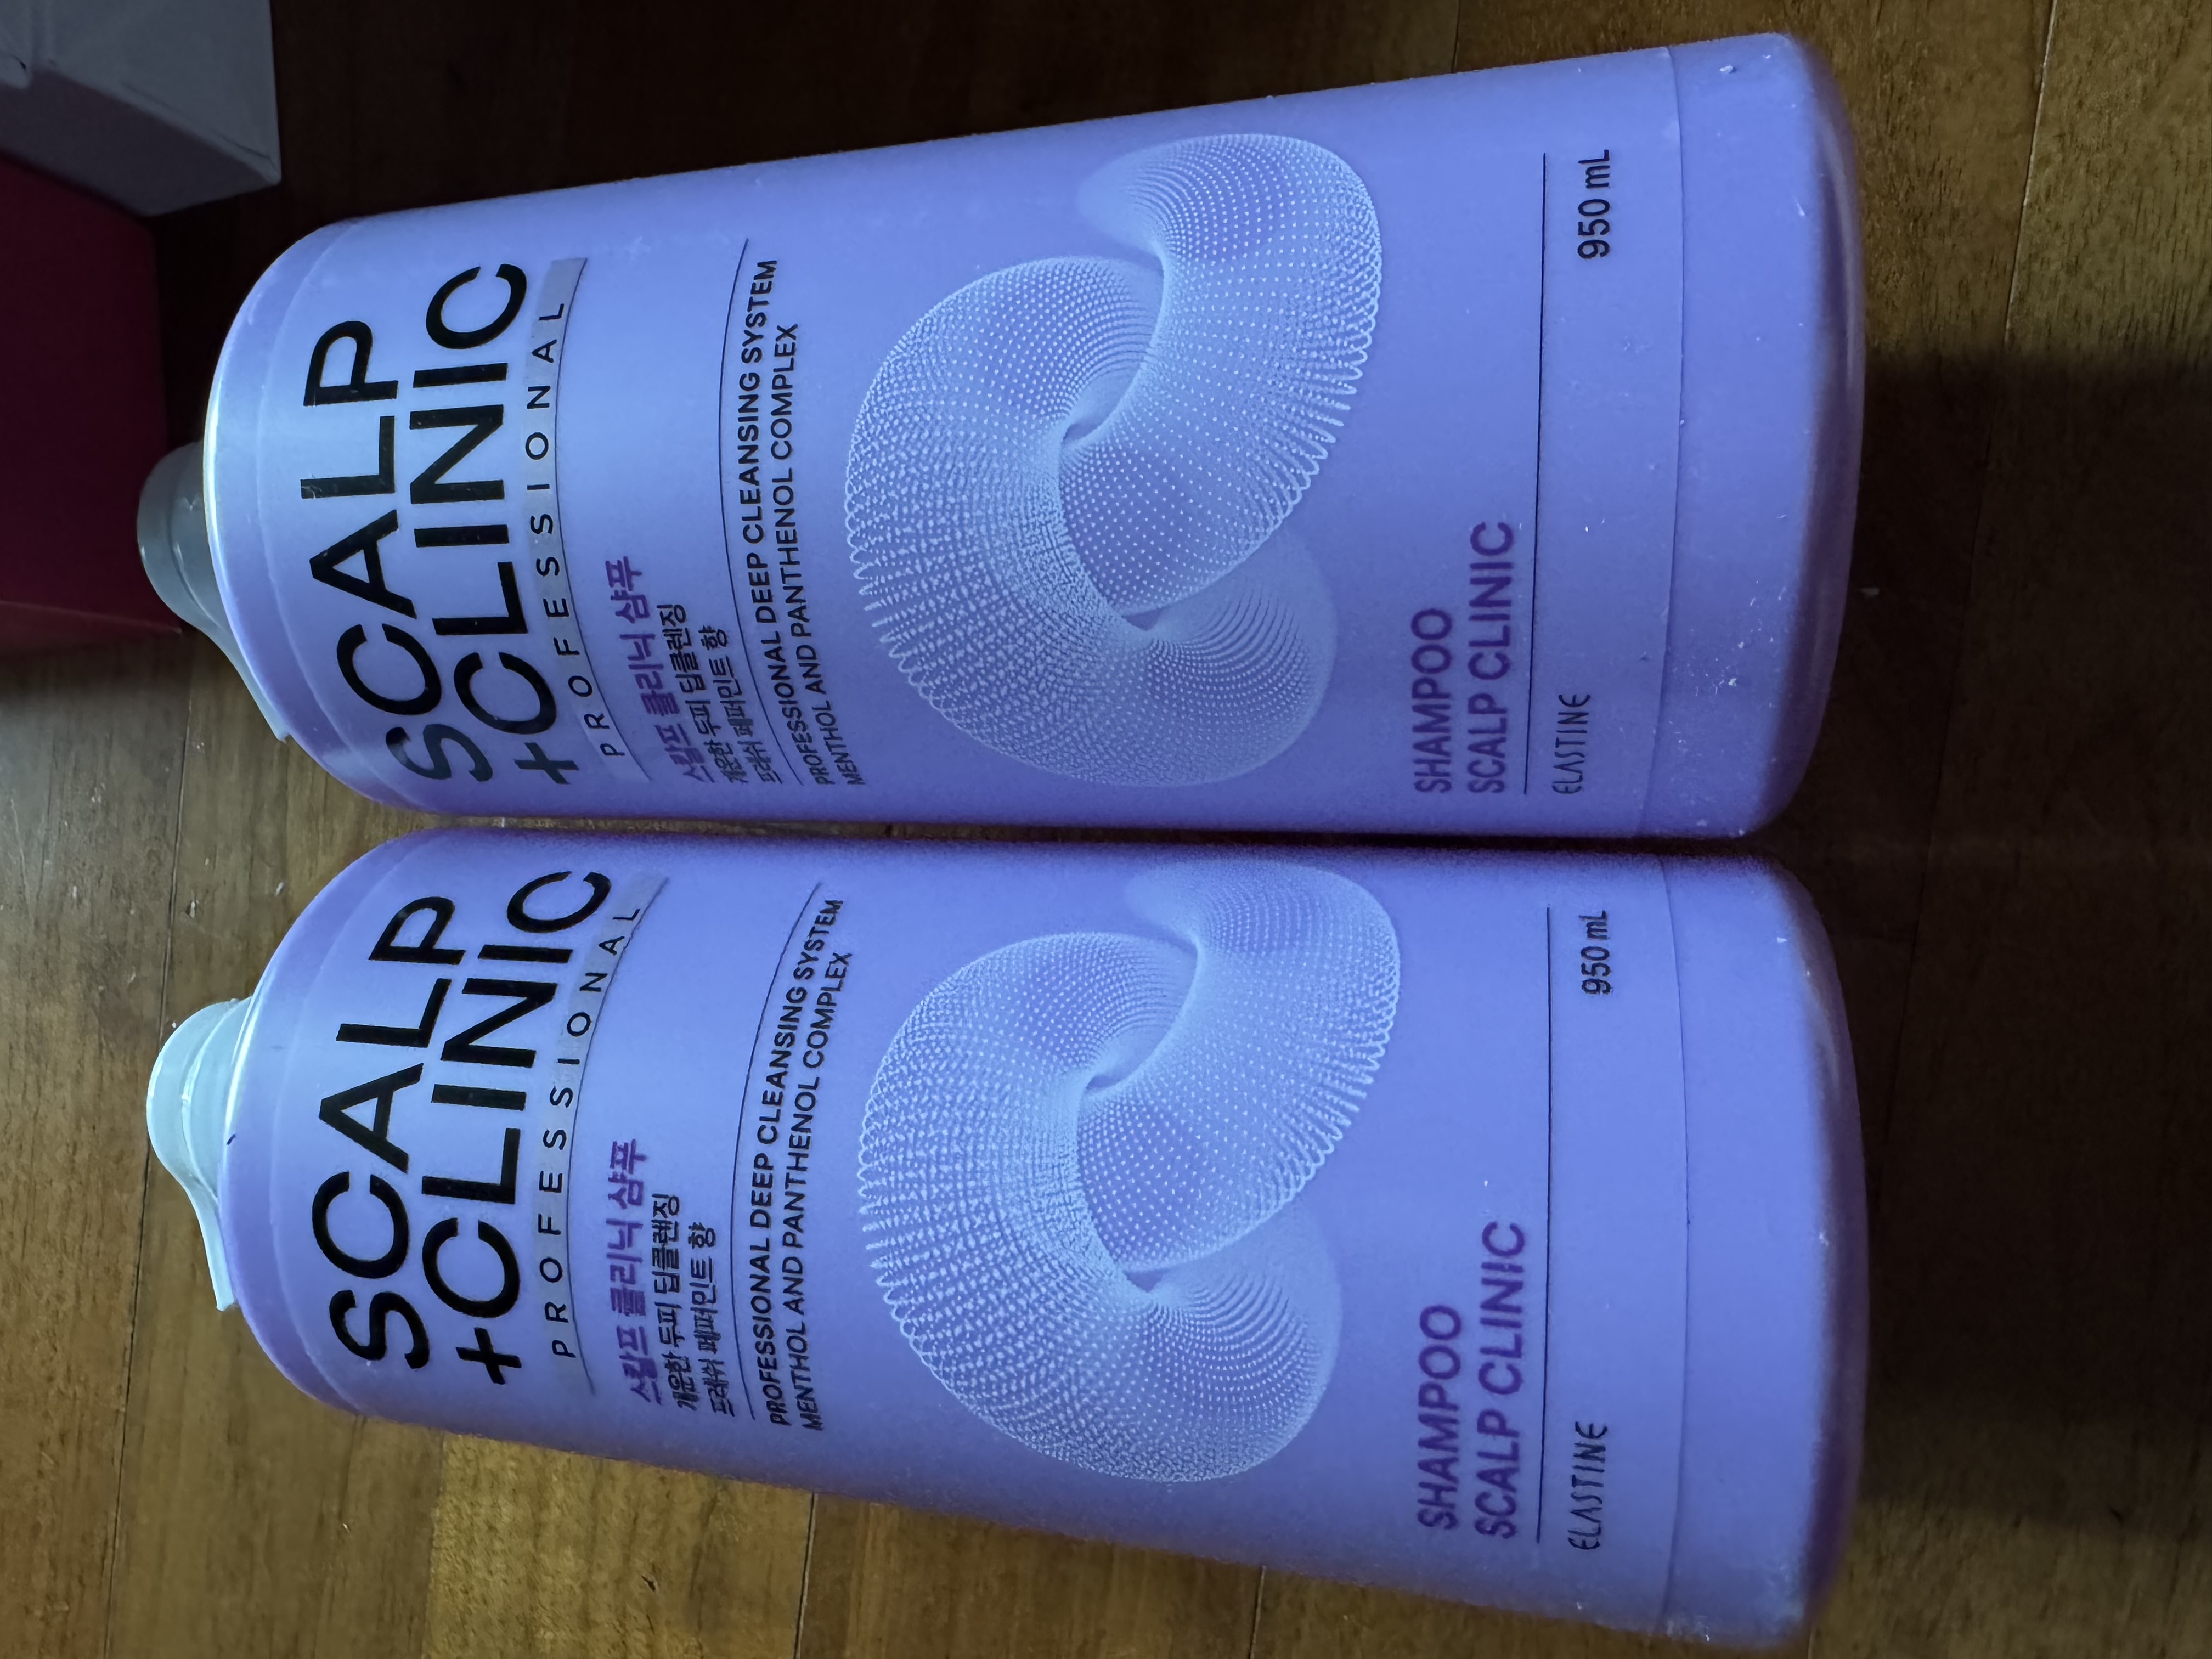 SCALP
+CLINIC
PROFESSIONAL
스칼프 클리닉 샴푸
개운한 두피 딥클렌징
프레쉬 페퍼민트 향
PROFESSIONAL DEEP CLEANSING SYSTEM
MENTHOL AND PANTHENOL COMPLEX
SHAMPOO
SCALP CLINIC
ELASTINE 950 mL
SCALP
+CLINIC
PROFESSIONAL
스칼프 클리닉 샴푸
개운한 두피 딥클렌징
프레쉬 페퍼민트 향
PROFESSIONAL DEEP CLEANSING SYSTEM
MENTHOL AND PANTHENOL COMPLEX
SHAMPOO
SCALP CLINIC
ELASTINE 950 mL